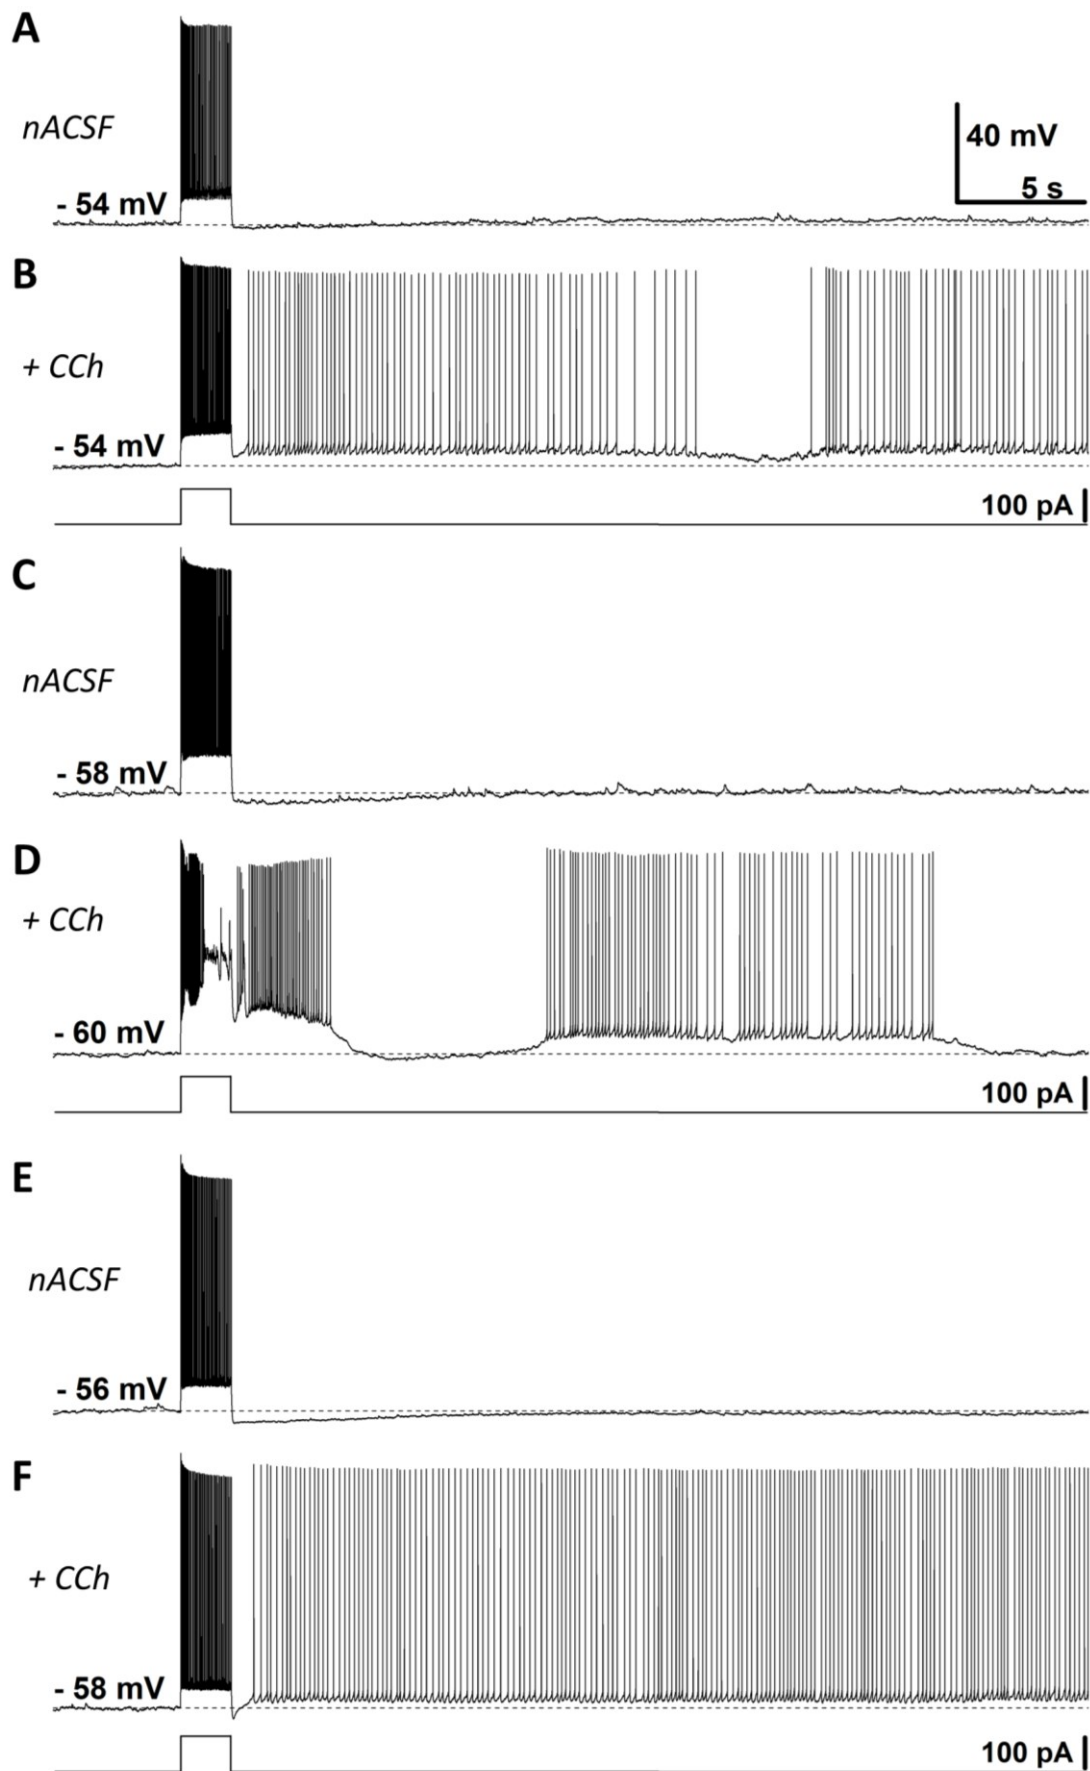 A
nACSF
40 mV
5 s
- 54 mV
B
+ CCh
- 54 mV
100 pA
C
nACSF
- 58 mV
D
+ CCh
- 60 mV
100 pA
E
nACSF
- 56 mV
F
+ CCh
- 58 mV
100 pA